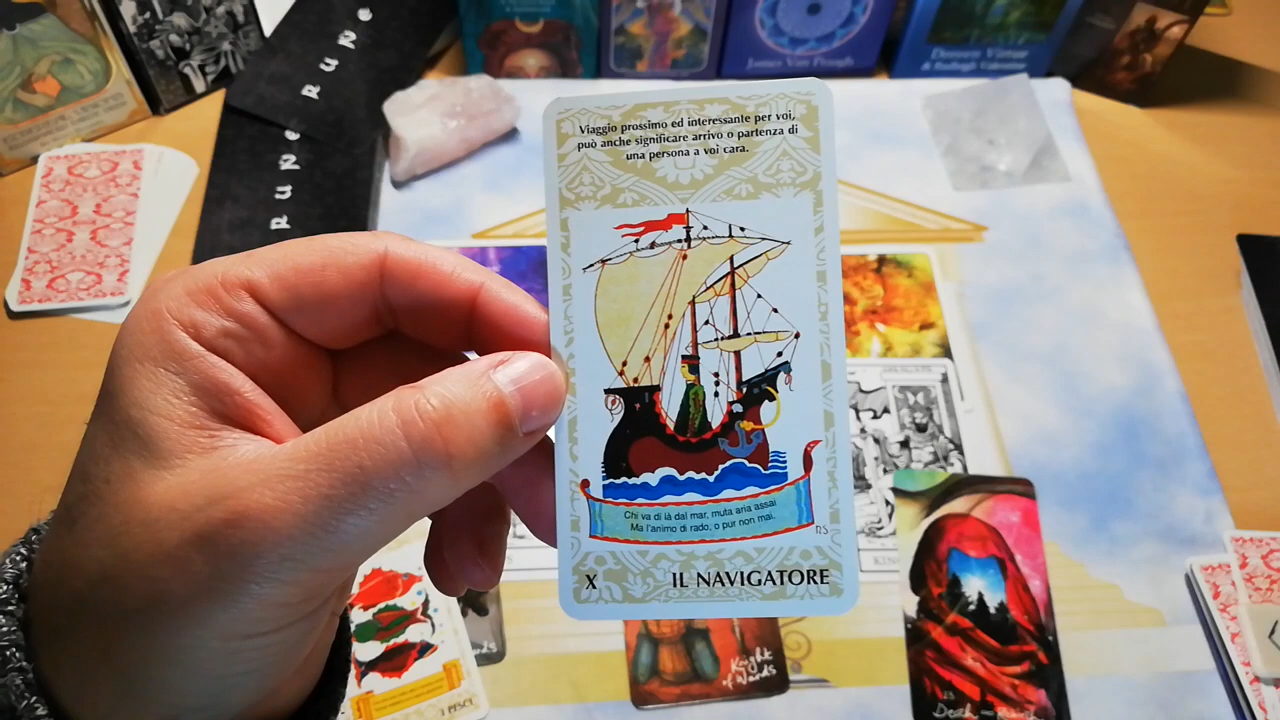 rune
rune
James Van Praagh
Doreen Virtue
& Radleigh Valentine
Viaggio prossimo ed interessante per voi,
può anche significare arrivo o partenza di
una persona a voi cara.
Chi va di là dal mar, muta aria assai
Ma l'animo di rado, o pur non mai.
RS
X
IL NAVIGATORE
KIN
PESCI
Knight
of Wands
Death